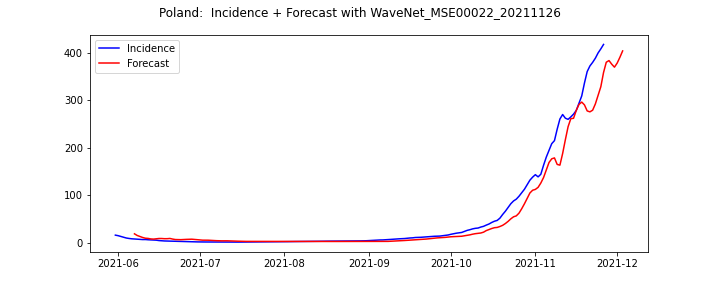 Poland:  Incidence + Forecast with WaveNet_MSE00022_20211126
Incidence
Forecast
400
300
200
100
0
2021-06 2021-07 2021-08 2021-09 2021-10 2021-11 2021-12